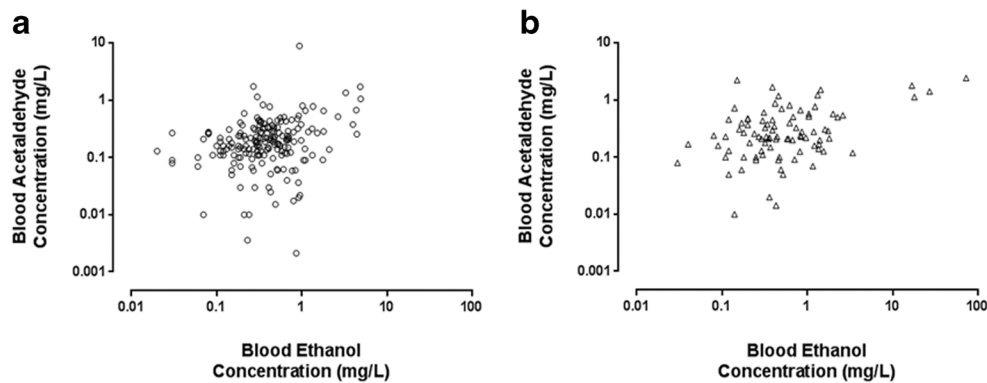 a
10
1
0.1
0.01
0.001
Blood Acetaldehyde
Concentration (mg/L)
0.01 0.1 1 10 100
Blood Ethanol
Concentration (mg/L)
b
10
1
0.1
0.01
0.001
Blood Acetaldehyde
Concentration (mg/L)
0.01 0.1 1 10 100
Blood Ethanol
Concentration (mg/L)